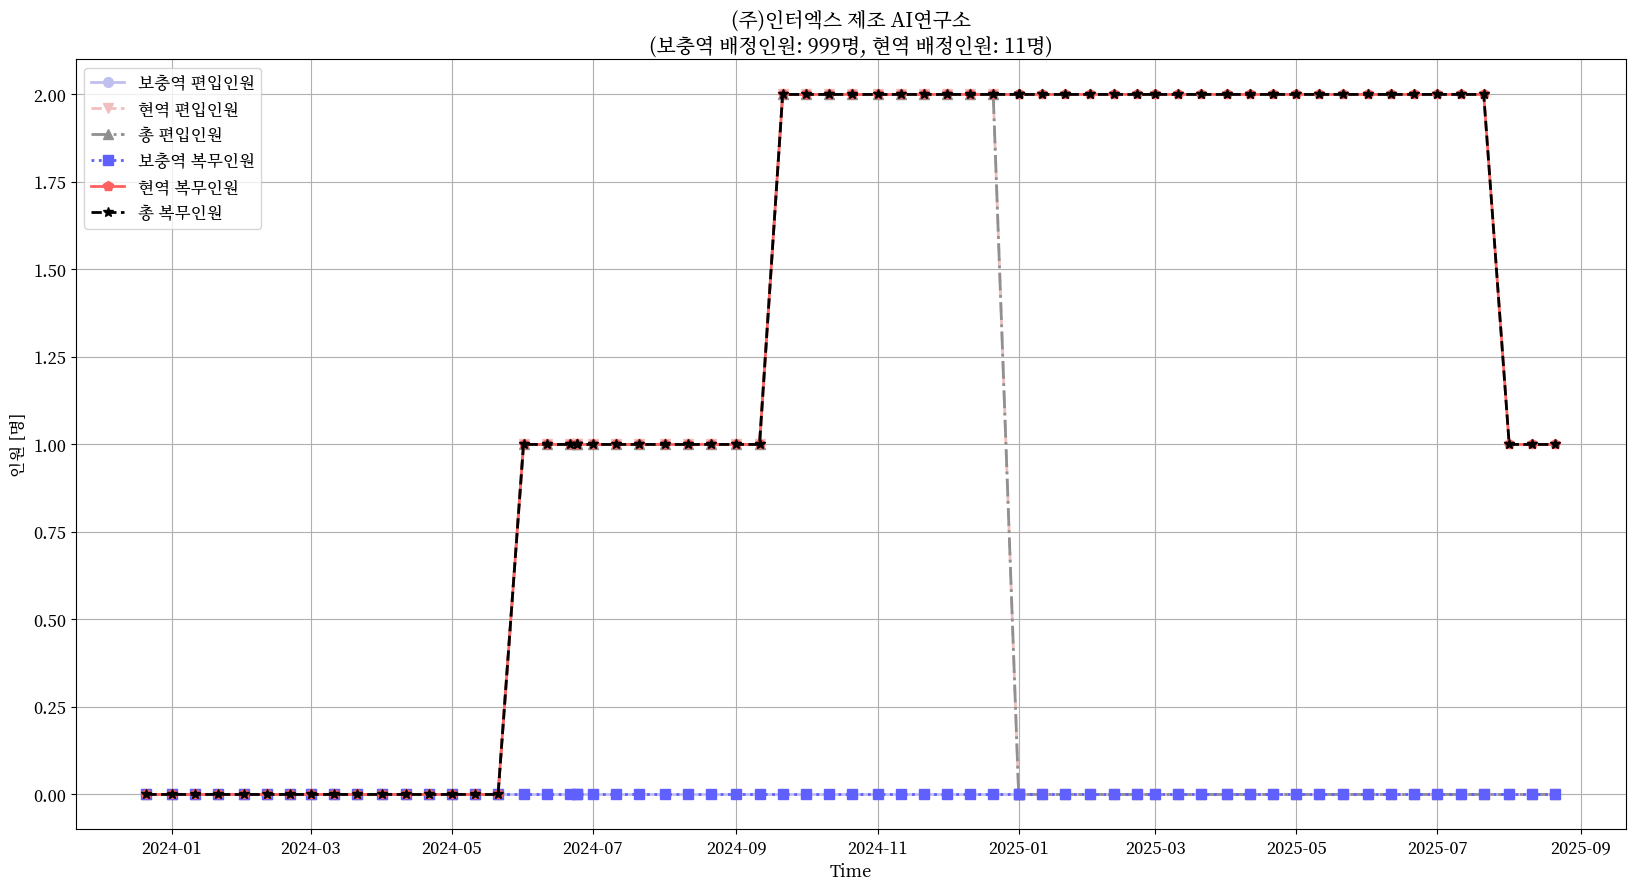 (주)인터엑스 제조 AI연구소
(보충역 배정인원: 999명, 현역 배정인원: 11명)
보충역 편입인원
현역 편입인원
총 편입인원
보충역 복무인원
현역 복무인원
총 복무인원
2.00
1.75
1.50
1.25
1.00
0.75
0.50
0.25
0.00
인원 [명]
2024-01 2024-03 2024-05 2024-07 2024-09 2024-11 2025-01 2025-03 2025-05 2025-07 2025-09
Time